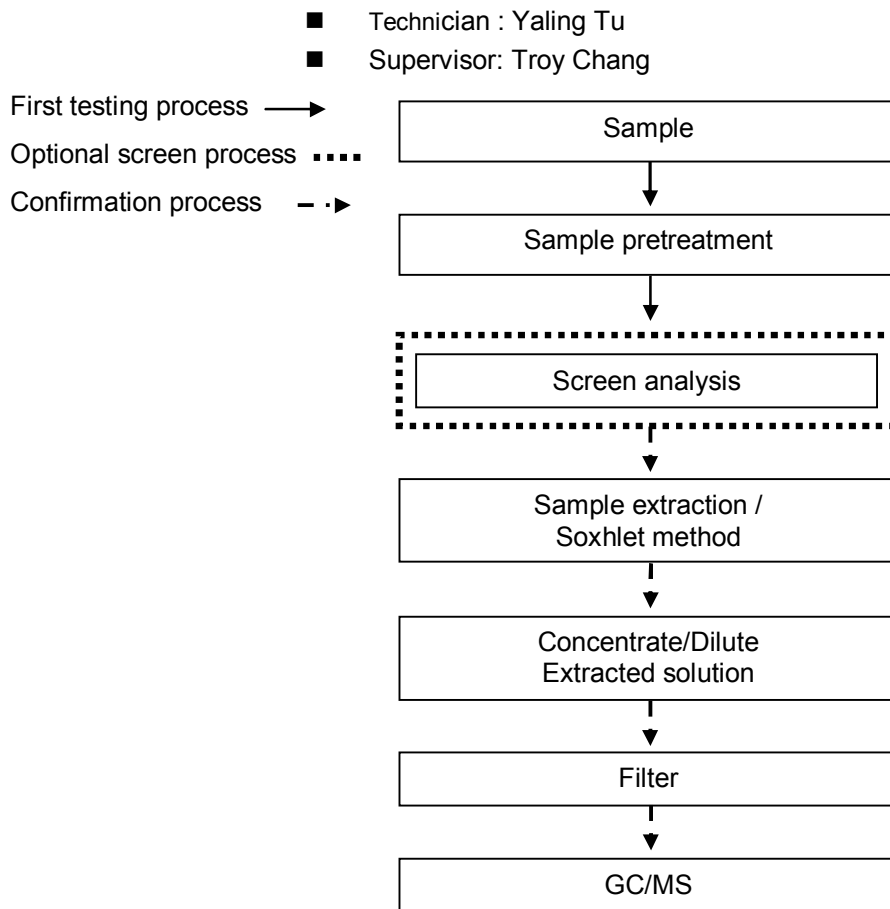 ■ Technician : Yaling Tu
■ Supervisor: Troy Chang
First testing process
Optional screen process
Confirmation process
Sample
Sample pretreatment
Screen analysis
Sample extraction /
Soxhlet method
Concentrate/Dilute
Extracted solution
Filter
GC/MS